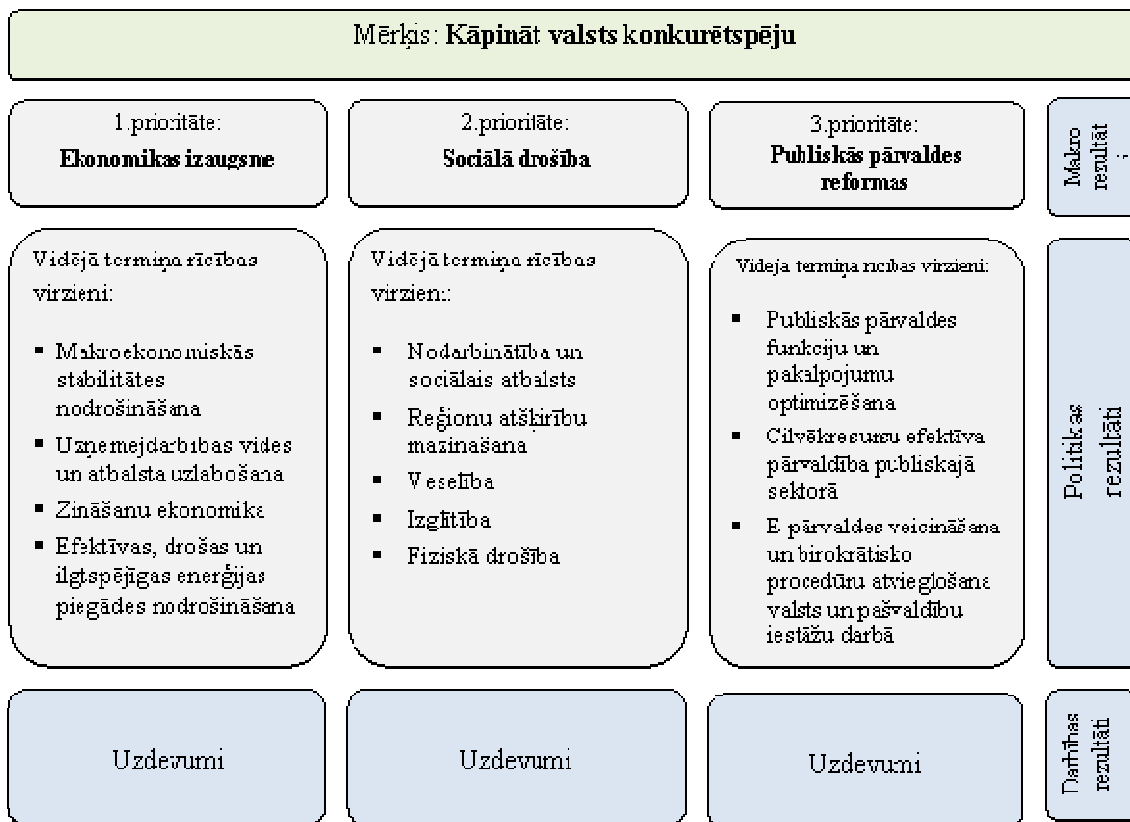 Mērķis: Kāpināt valsts konkurētspēju
1.prioritāte:
Ekonomikas izaugsme
2.prioritāte:
Sociālā drošība
3.prioritāte:
Publiskās pārvaldes
reformas
Makro
rezultāt
i
Vidējā termiņa rīcības
virzieni:
▪ Makroekonomiskās
stabilitātes
nodrošināšana
▪ Uzņēmējdarbības vides
un atbalsta uzlabošana
▪ Zināšanu ekonomika
▪ Efektīvas, drošas un
ilgtspējīgas enerģijas
piegādes nodrošināšana
Vidējā termiņa rīcības
virzieni:
▪ Nodarbinātība un
sociālais atbalsts
▪ Reģionu atšķirību
mazināšana
▪ Veselība
▪ Izglītība
▪ Fiziskā drošība
Vidējā termiņa rīcības virzieni:
▪ Publiskās pārvaldes
funkciju un
pakalpojumu
optimizēšana
▪ Cilvēkresursu efektīva
pārvaldība publiskajā
sektorā
▪ E-pārvaldes veicināšana
un birokrātisko
procedūru atvieglošana
valsts un pašvaldību
iestāžu darbā
Politikas
rezultāti
Uzdevumi
Uzdevumi
Uzdevumi
Darbības
rezultāti